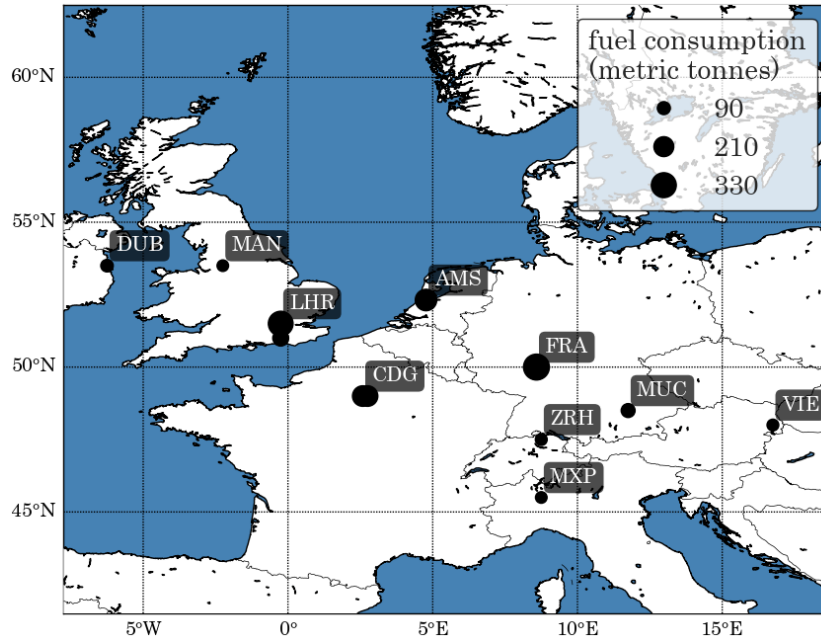 fuel consumption
(metric tonnes)
90
210
330
60°N
55°N
DUB
MAN
AMS
LHR
50°N
FRA
CDG
MUC
ZRH
VIE
MXP
45°N
5°W
0°
5°E
10°E
15°E